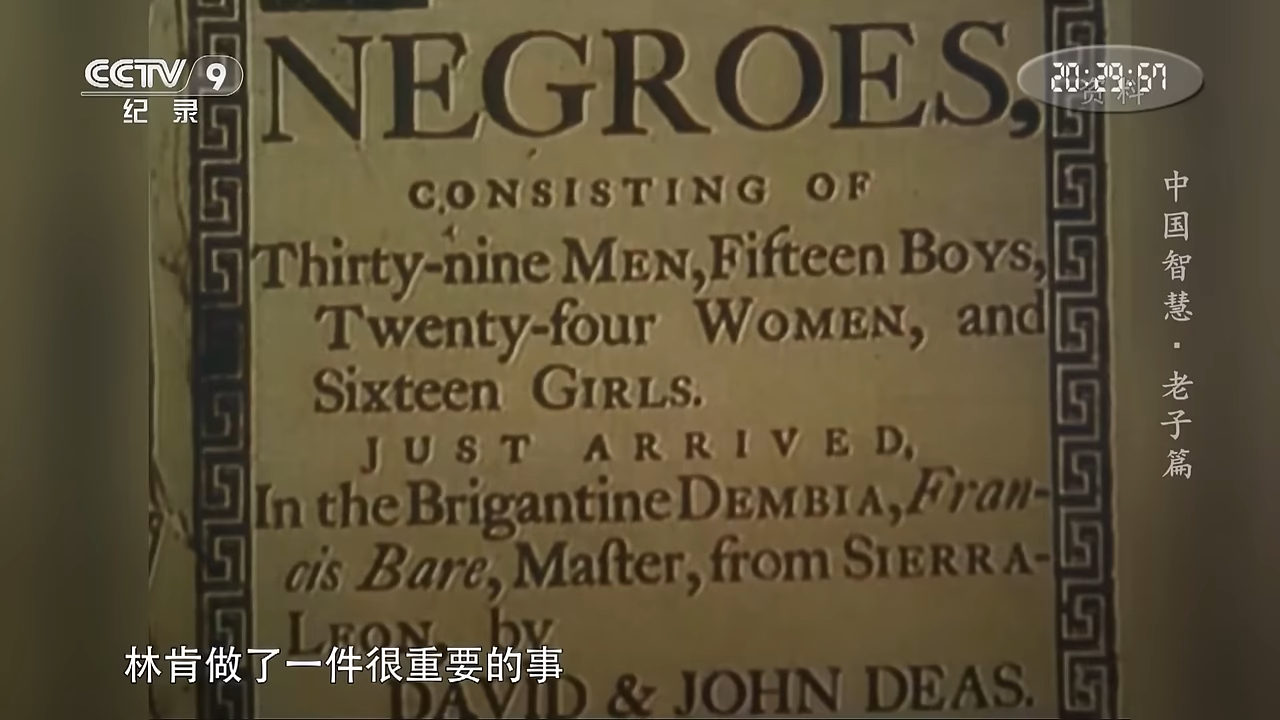 CCTV 9
纪录
20:29:57
资料
中国智慧·老子篇
NEGROES,
CONSISTING OF
Thirty-nine MEN, Fifteen BOYS,
Twenty-four WOMEN, and
Sixteen GIRLS.
JUST ARRIVED,
In the Brigantine DEMBIA, Fran-
cis Bare, Maſter, from SIERRA-
LEON, by
DAVID & JOHN DEAS.
林肯做了一件很重要的事